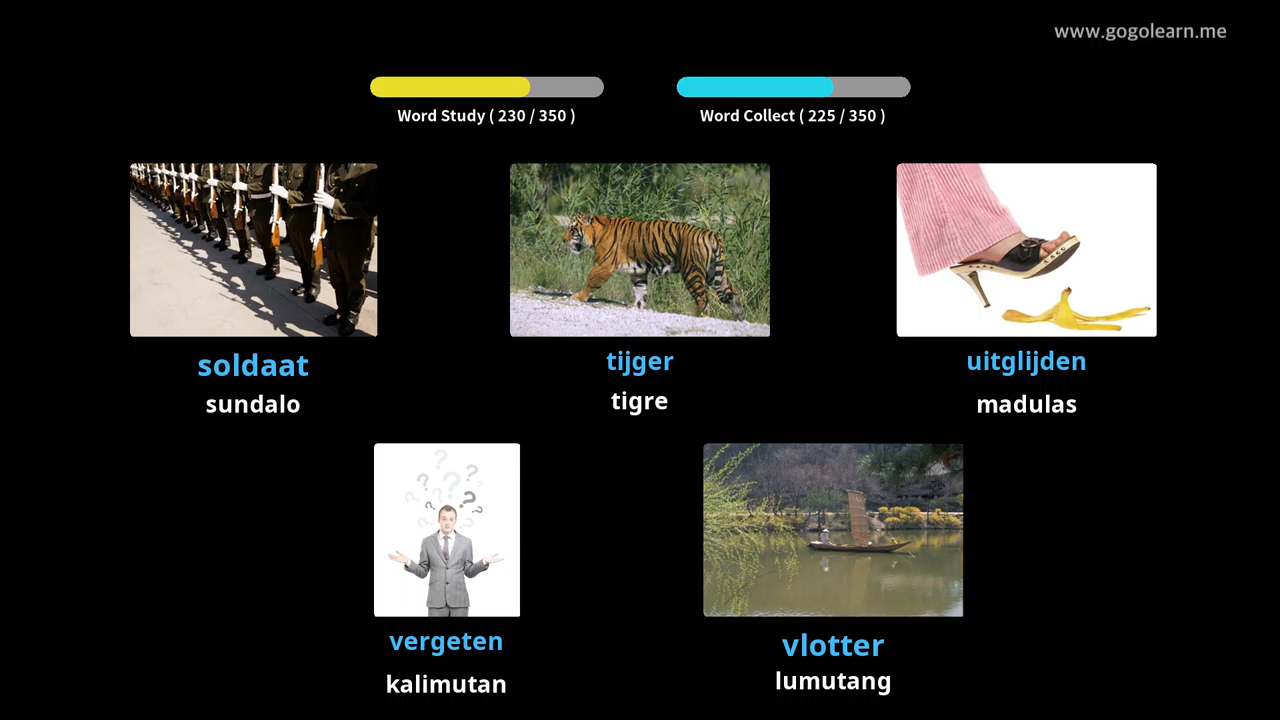 www.gogolearn.me
Word Study ( 230 / 350 )
Word Collect ( 225 / 350 )
soldaat
sundalo
tijger
tigre
uitglijden
madulas
vergeten
kalimutan
vlotter
lumutang